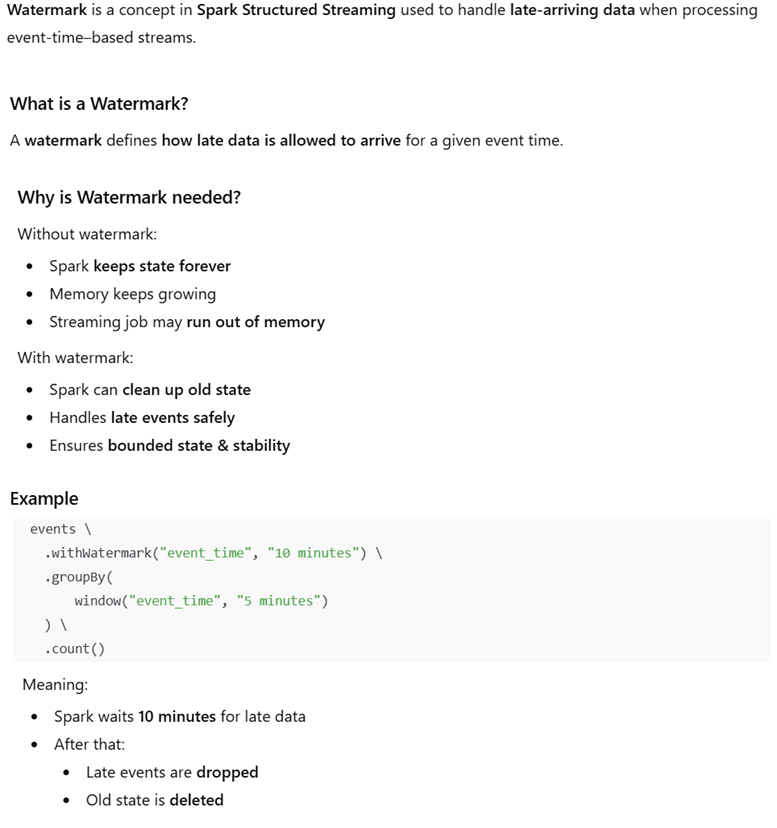 Watermark is a concept in Spark Structured Streaming used to handle late-arriving data when processing
event-time–based streams.
What is a Watermark?
A watermark defines how late data is allowed to arrive for a given event time.
Why is Watermark needed?
Without watermark:
• Spark keeps state forever
• Memory keeps growing
• Streaming job may run out of memory
With watermark:
• Spark can clean up old state
• Handles late events safely
• Ensures bounded state & stability
Example
events \
.withWatermark("event_time", "10 minutes") \
.groupBy(
window("event_time", "5 minutes")
) \
.count()
Meaning:
• Spark waits 10 minutes for late data
• After that:
• Late events are dropped
• Old state is deleted